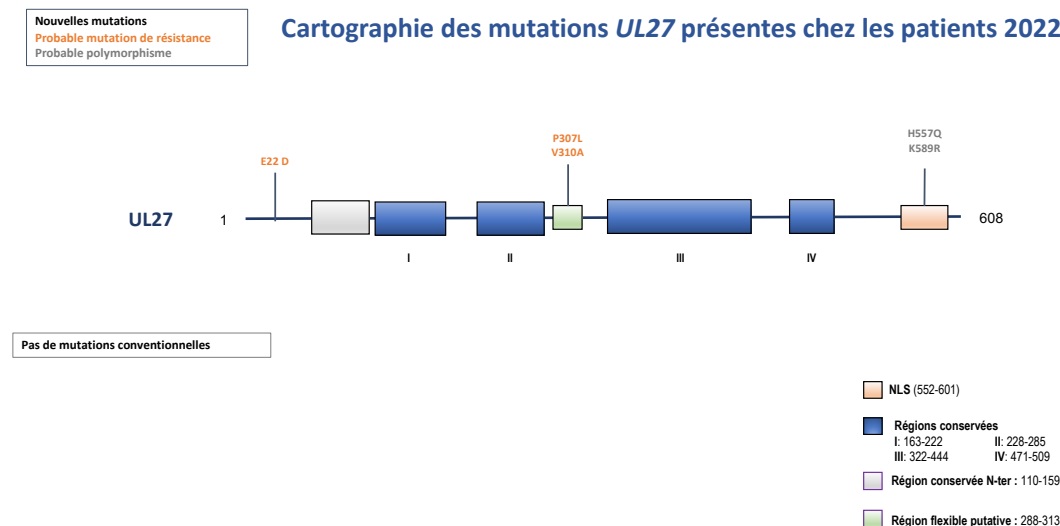 Nouvelles mutations
Probable mutation de résistance
Probable polymorphisme
Cartographie des mutations UL27 présentes chez les patients 2022
E22 D
P307L
V310A
H557Q
K589R
UL27
1
608
I
II
III
IV
Pas de mutations conventionnelles
NLS (552-601)
Régions conservées
I: 163-222 II: 228-285
III: 322-444 IV: 471-509
Région conservée N-ter : 110-159
Région flexible putative : 288-313